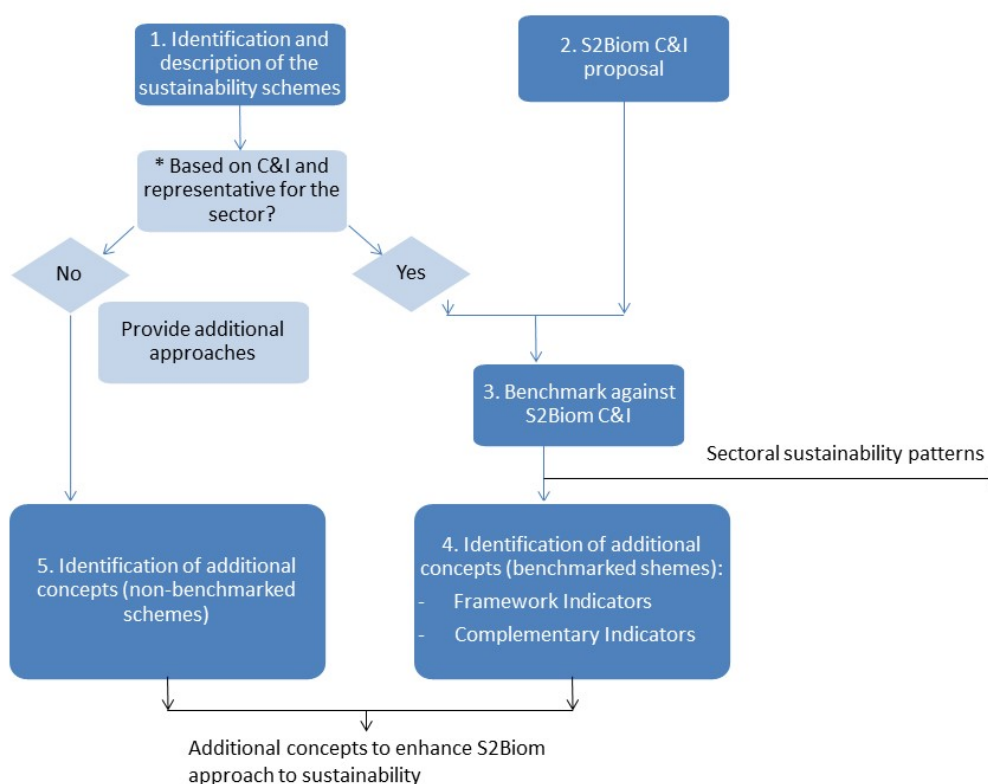 1. Identification and
description of the
sustainability schemes
2. S2Biom C&I
proposal
* Based on C&I and
representative for the
sector?
No
Yes
Provide additional
approaches
3. Benchmark against
S2Biom C&I
Sectoral sustainability patterns
5. Identification of additional
concepts (non-benchmarked
schemes)
4. Identification of additional
concepts (benchmarked shemes):
- Framework Indicators
- Complementary Indicators
Additional concepts to enhance S2Biom
approach to sustainability